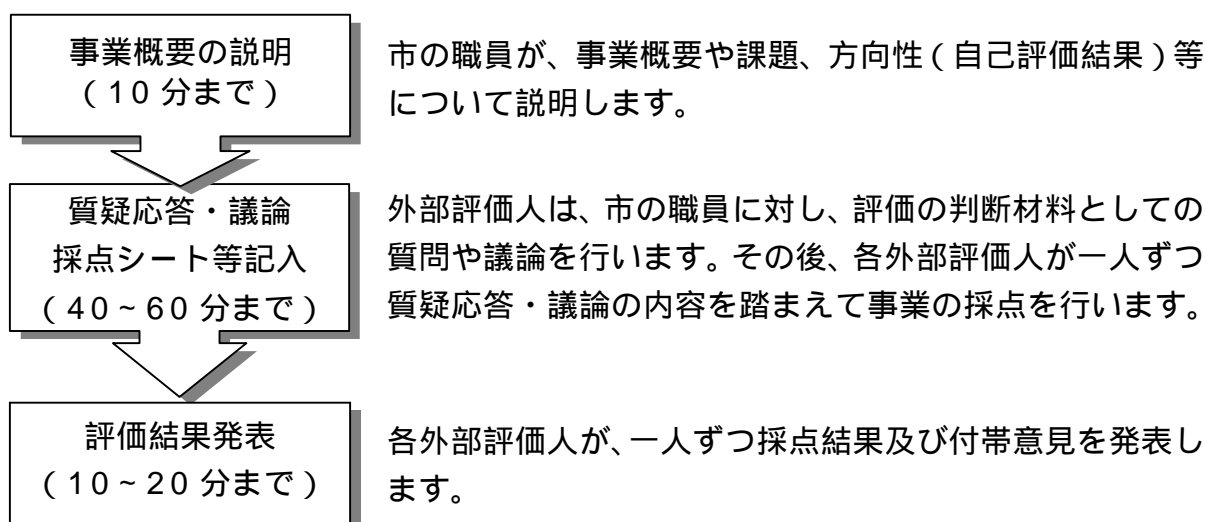 事業概要の説明
(10分まで)
市の職員が、事業概要や課題、方向性(自己評価結果)等
について説明します。
質疑応答・議論
採点シート等記入
(40~60分まで)
外部評価人は、市の職員に対し、評価の判断材料としての
質問や議論を行います。その後、各外部評価人が一人ずつ
質疑応答・議論の内容を踏まえて事業の採点を行います。
評価結果発表
(10~20分まで)
各外部評価人が、一人ずつ採点結果及び付帯意見を発表し
ます。